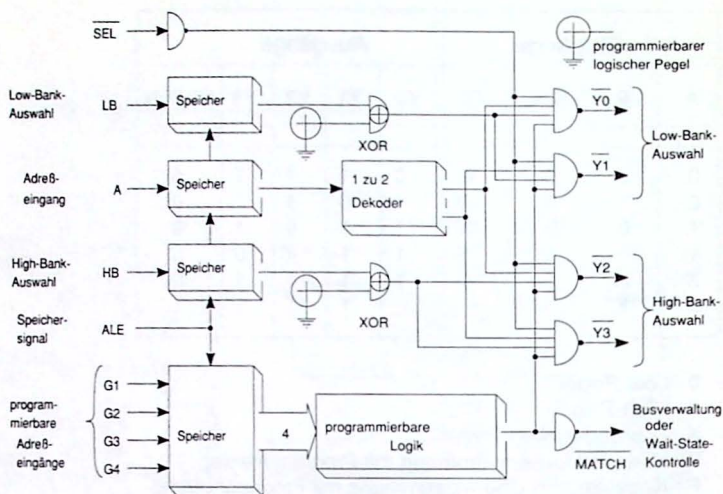 SEL
programmierbarer
logischer Pegel
Low-Bank-
Auswahl
LB
Speicher
XOR
Y0
Low-Bank-
Auswahl
Y1
Adreß-
eingang
A
Speicher
1 zu 2
Dekoder
High-Bank-
Auswahl
HB
Speicher
XOR
Y2
High-Bank-
Auswahl
Y3
Speicher-
signal
ALE
program-
mierbare
Adreß-
eingänge
G1
G2
G3
G4
Speicher
4
programmierbare
Logik
MATCH
Busverwaltung
oder
Wait-State-
Kontrolle